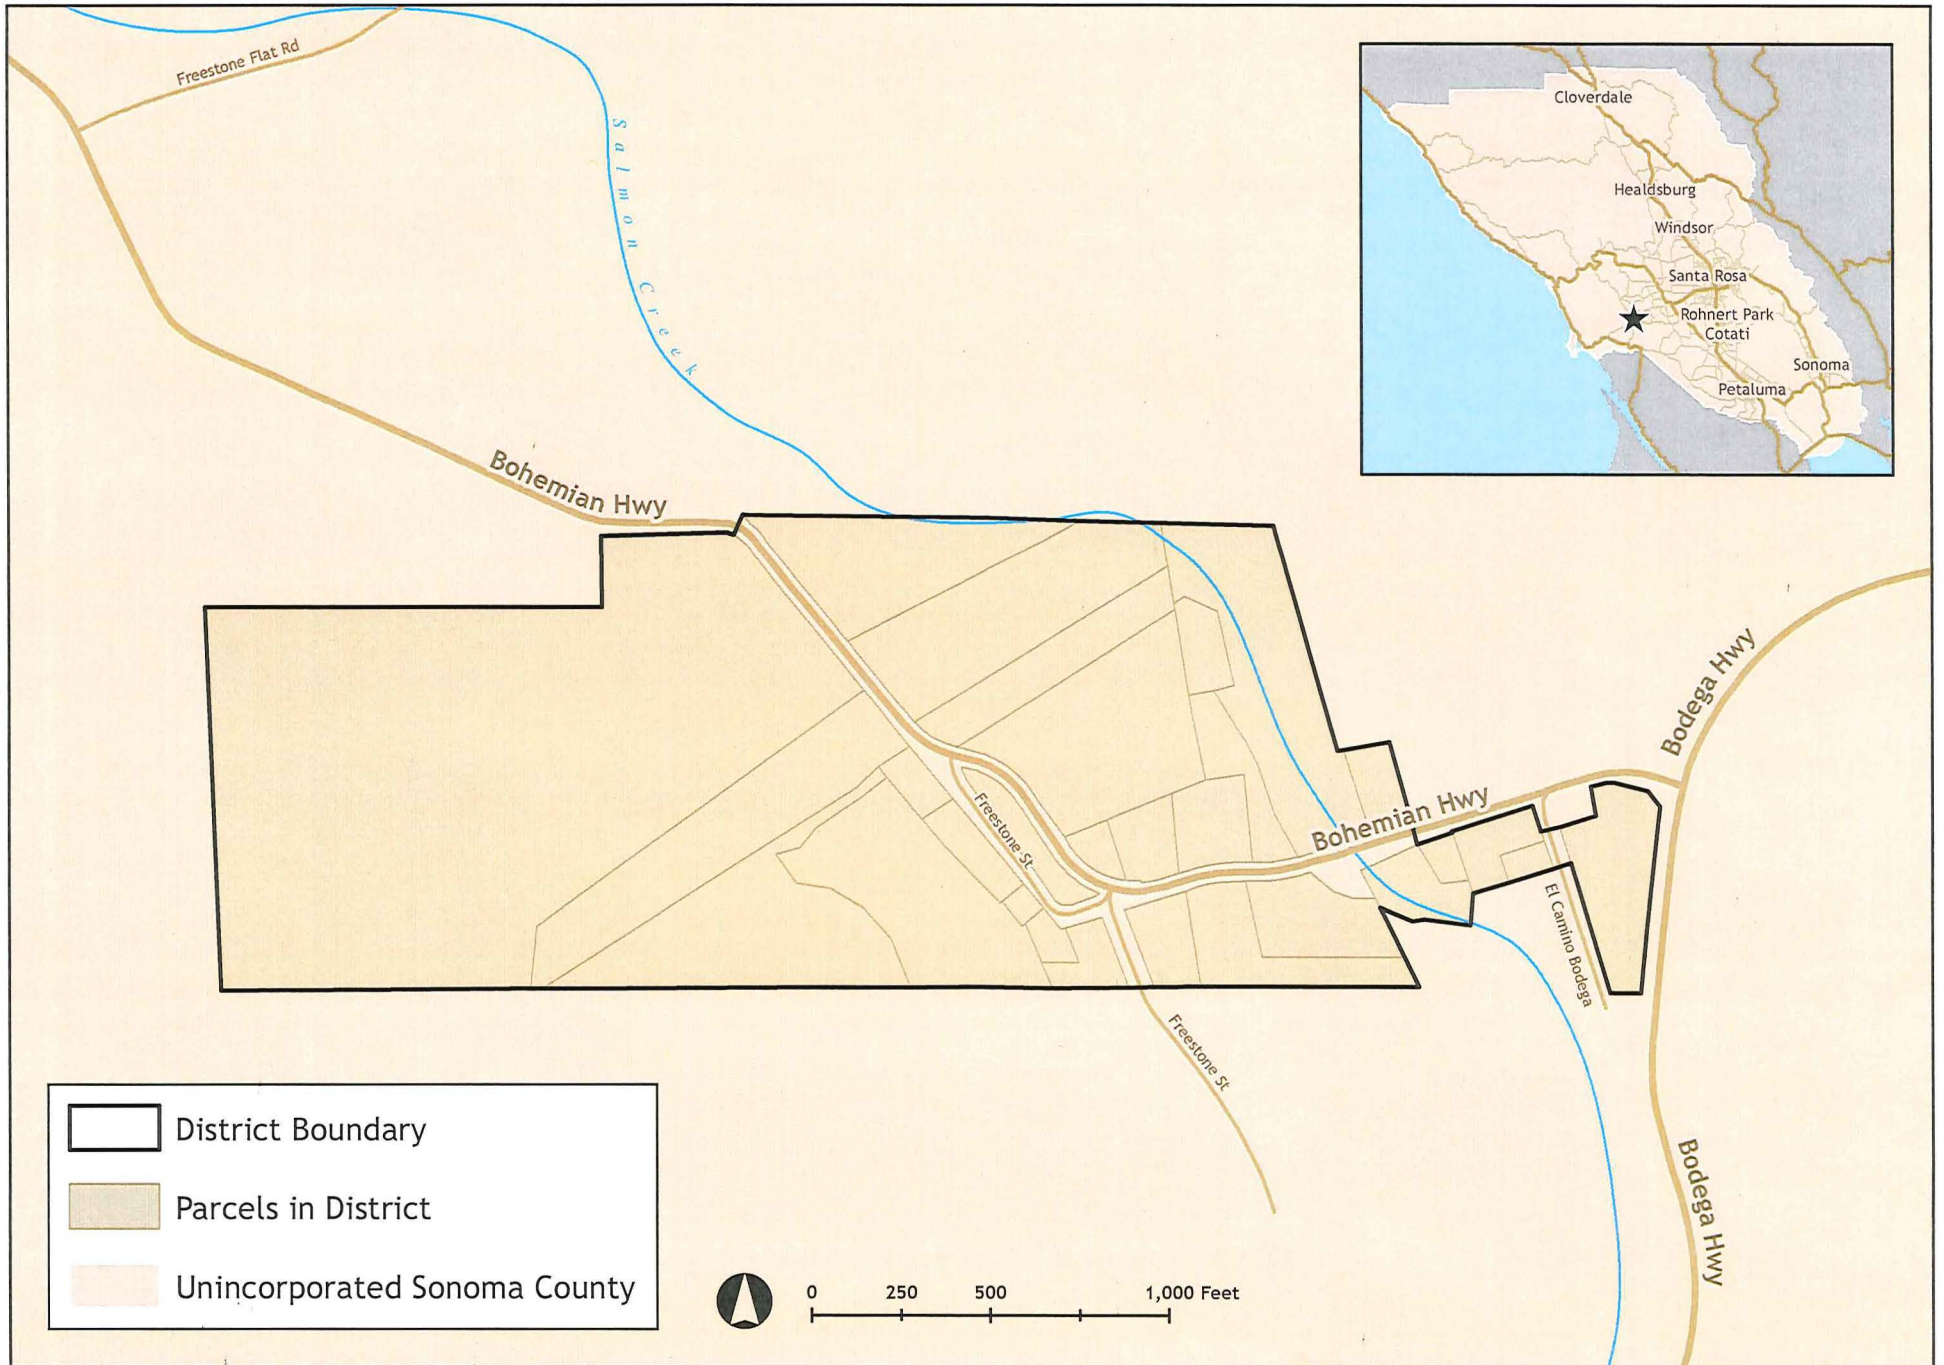 Freestone Flat Rd
Salmon Creek
Bohemian Hwy
Cloverdale
Healdsburg
Windsor
Santa Rosa
Rohnert Park
Cotati
Sonoma
Petaluma
Bodega Hwy
Bohemian Hwy
Freestone St
El Camino Bodega
Freestone St
Bodega Hwy
District Boundary
Parcels in District
Unincorporated Sonoma County
0 250 500 1,000 Feet